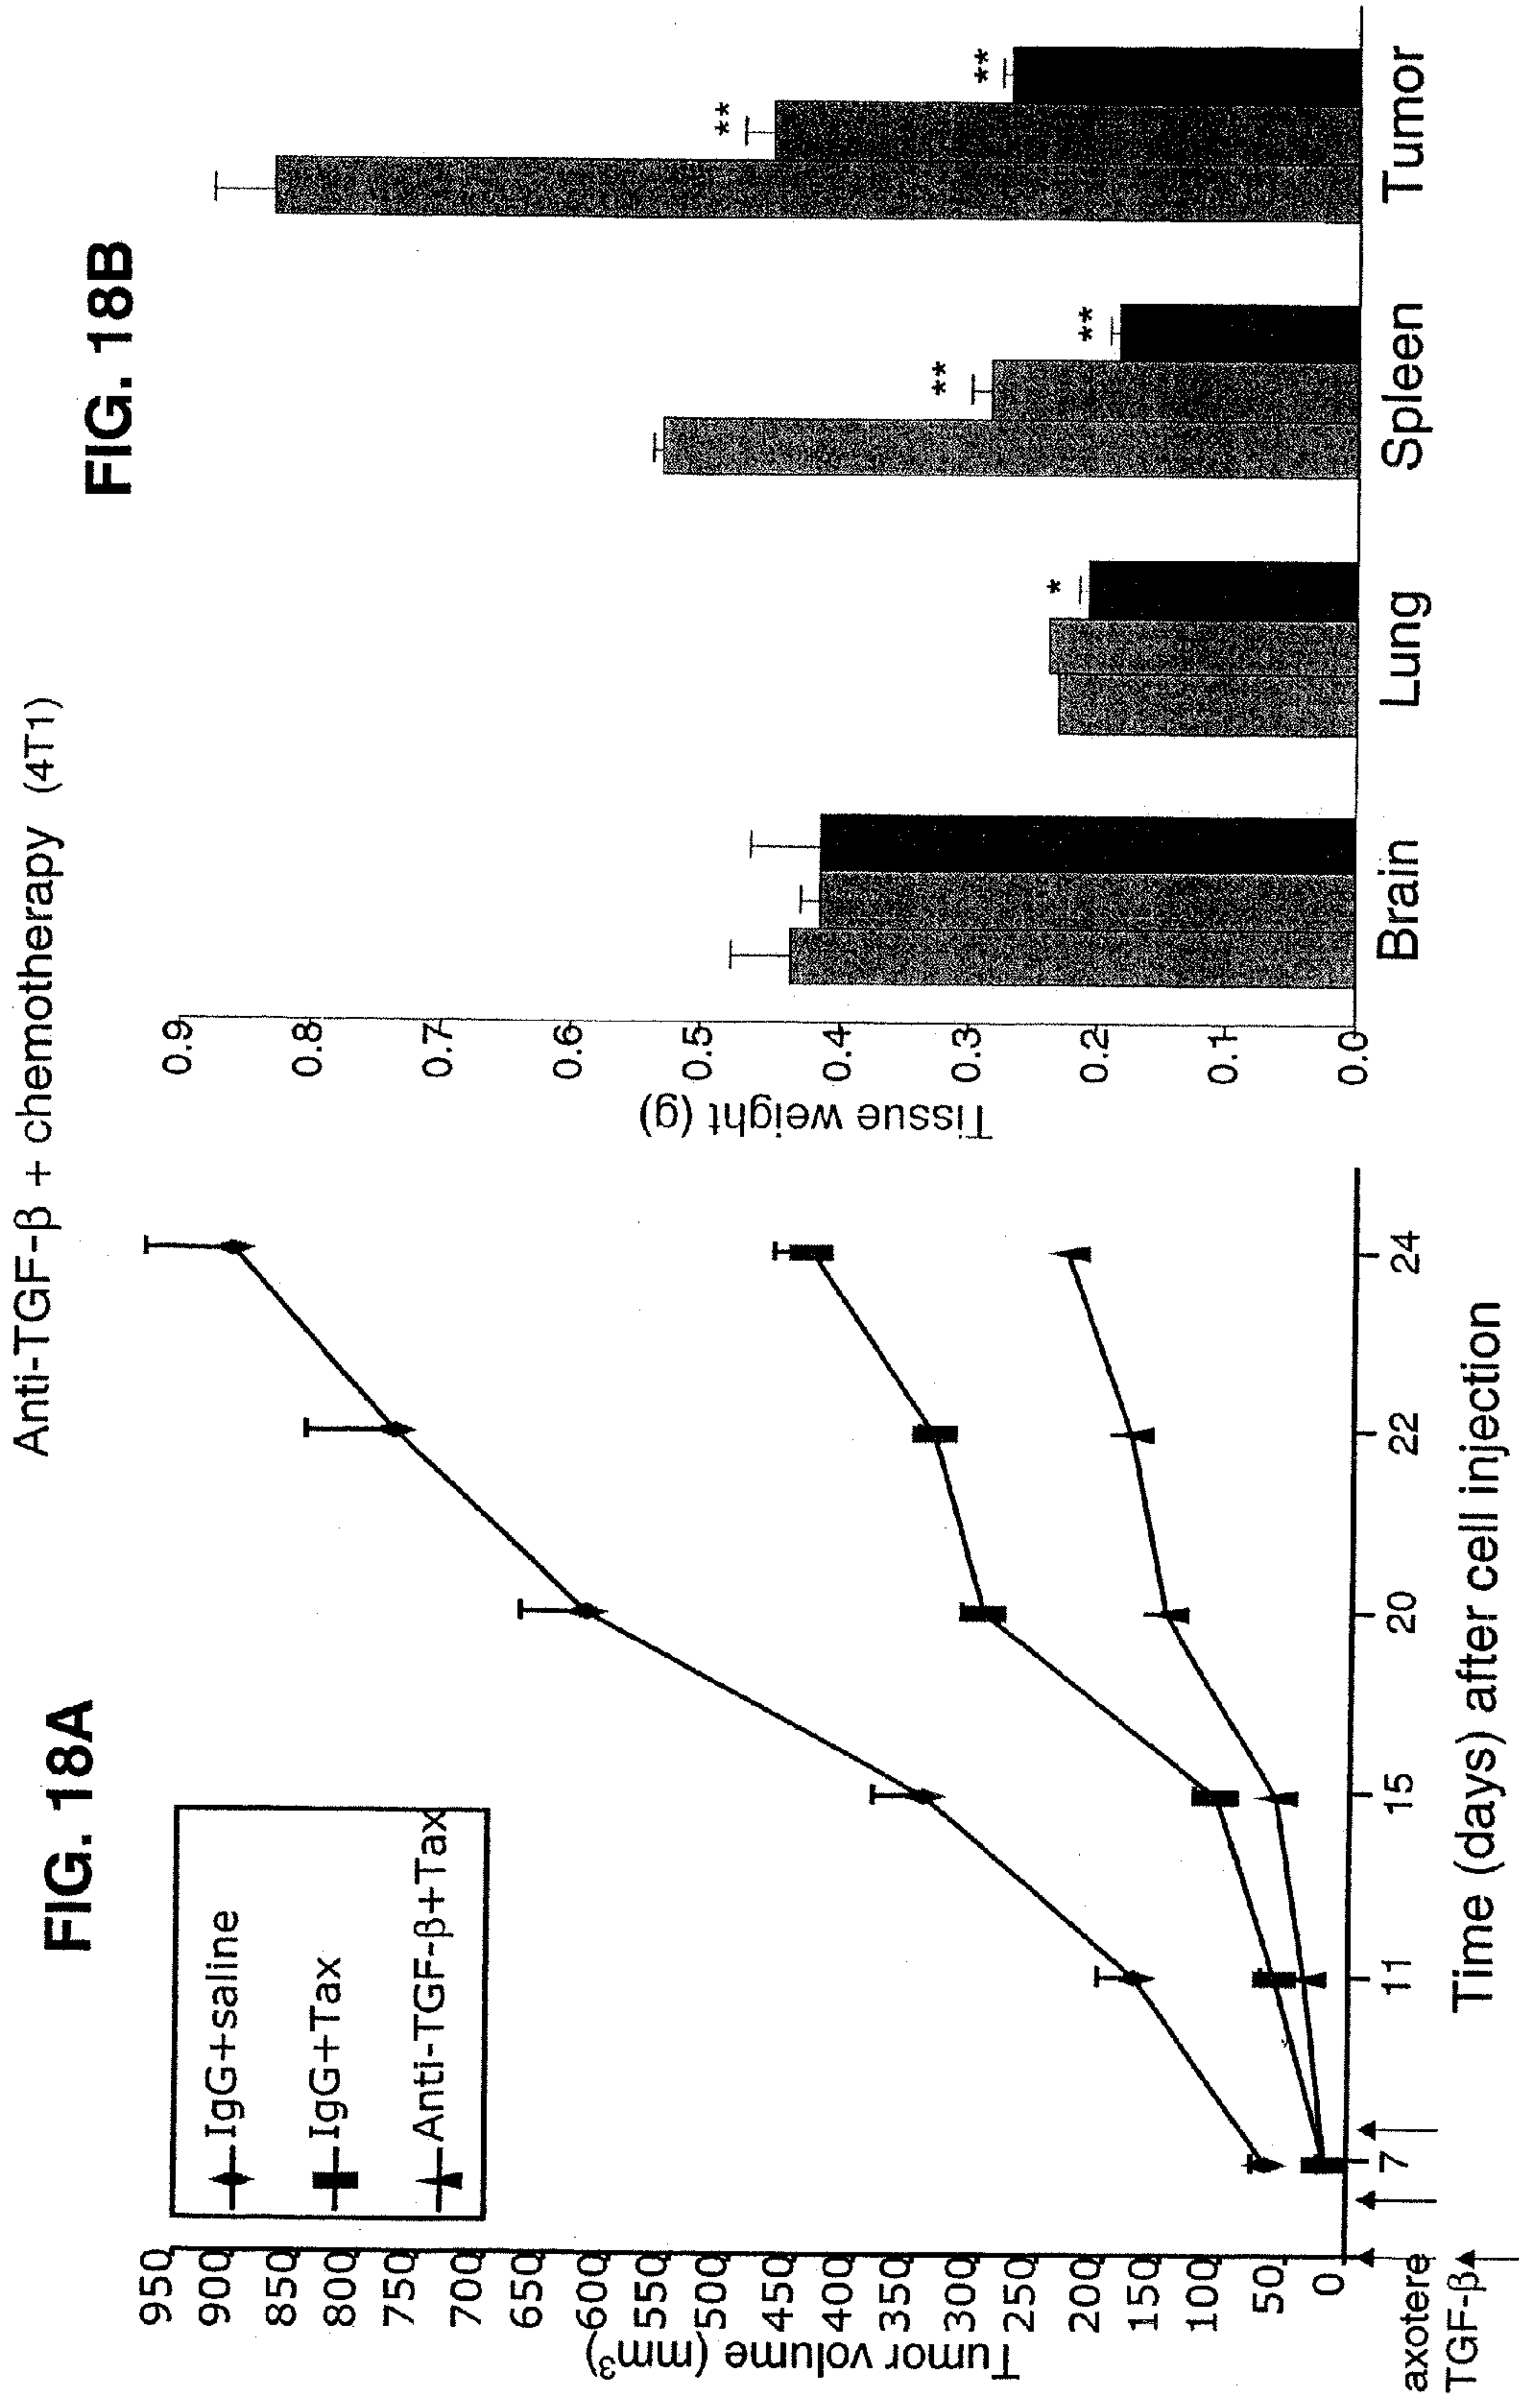 Anti-TGF-β + chemotherapy (4T1)
FIG. 18A
IgG+saline
IgG+Tax
Anti-TGF-β+Tax
Tumor volume (mm³)
950
900
850
800
750
700
650
600
550
500
450
400
350
300
250
200
150
100
50
0
7
11
15
20
22
24
axotere
TGF-β
Time (days) after cell injection
FIG. 18B
Tissue weight (g)
0.9
0.8
0.7
0.6
0.5
0.4
0.3
0.2
0.1
0.0
*
**
**
**
**
Brain
Lung
Spleen
Tumor